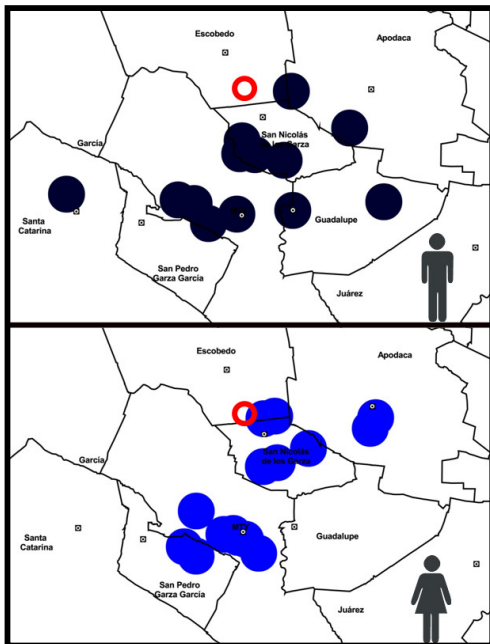 Escobedo
Apodaca
San Nicolás
de los Garza
García
Santa
Catarina
Guadalupe
San Pedro
Garza García
Juárez
Escobedo
Apodaca
San Nicolás
de los Garza
García
MTY
Santa
Catarina
Guadalupe
San Pedro
Garza García
Juárez